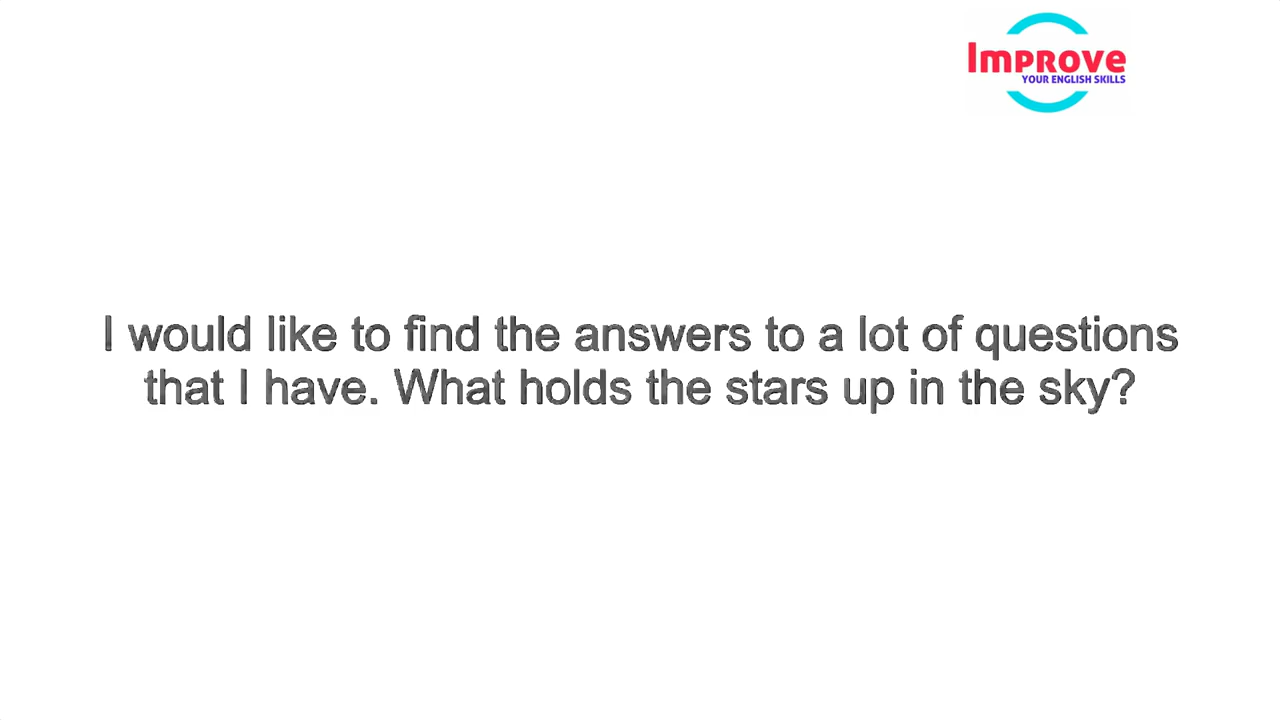 Improve
YOUR ENGLISH SKILLS
I would like to find the answers to a lot of questions
that I have. What holds the stars up in the sky?